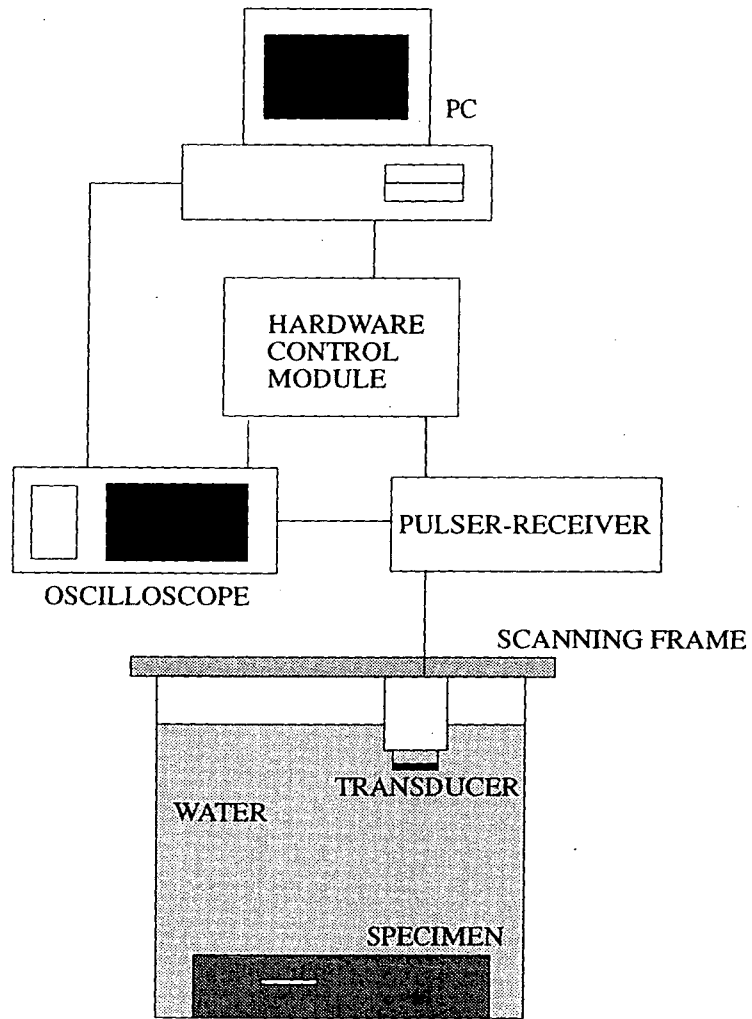 PC
HARDWARE
CONTROL
MODULE
PULSER-RECEIVER
OSCILLOSCOPE
SCANNING FRAME
TRANSDUCER
WATER
SPECIMEN